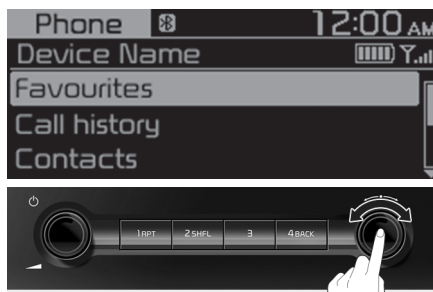 Phone 12:00 AM
Device Name
Favourites
Call history
Contacts
1 RPT 2 SHFL 3 4 BACK